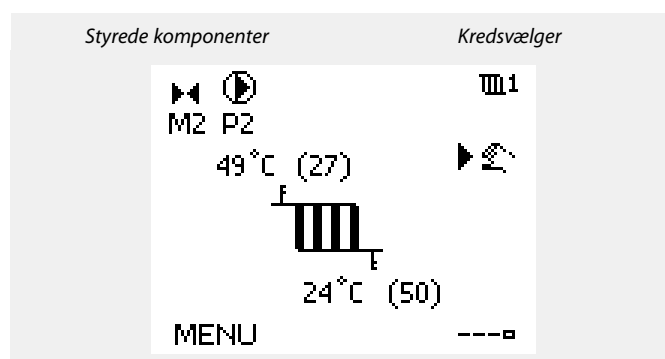 Styrede komponenter Kredsvælger
1
M2 P2
49°C (27)
24°C (50)
MENU ---